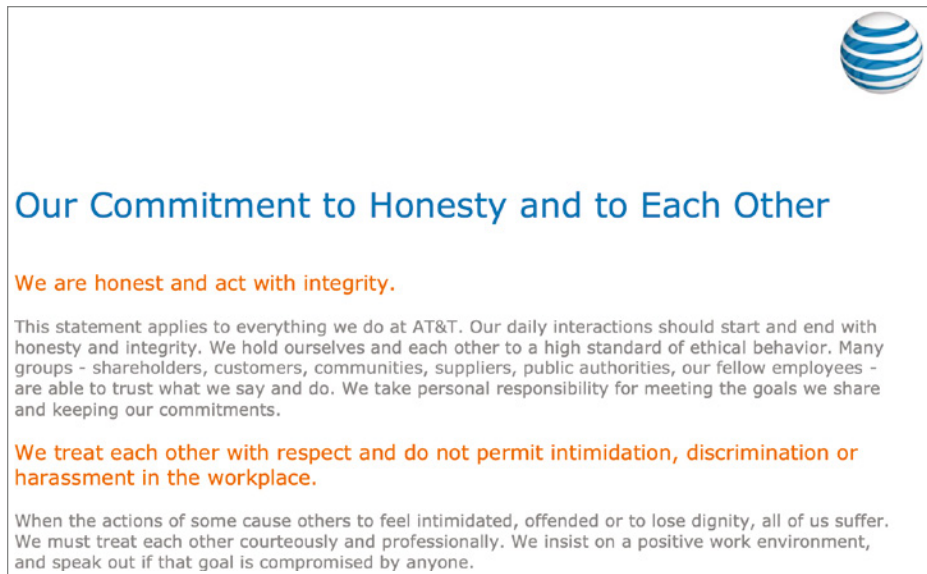 Our Commitment to Honesty and to Each Other
We are honest and act with integrity.
This statement applies to everything we do at AT&T. Our daily interactions should start and end with
honesty and integrity. We hold ourselves and each other to a high standard of ethical behavior. Many
groups - shareholders, customers, communities, suppliers, public authorities, our fellow employees -
are able to trust what we say and do. We take personal responsibility for meeting the goals we share
and keeping our commitments.
We treat each other with respect and do not permit intimidation, discrimination or
harassment in the workplace.
When the actions of some cause others to feel intimidated, offended or to lose dignity, all of us suffer.
We must treat each other courteously and professionally. We insist on a positive work environment,
and speak out if that goal is compromised by anyone.